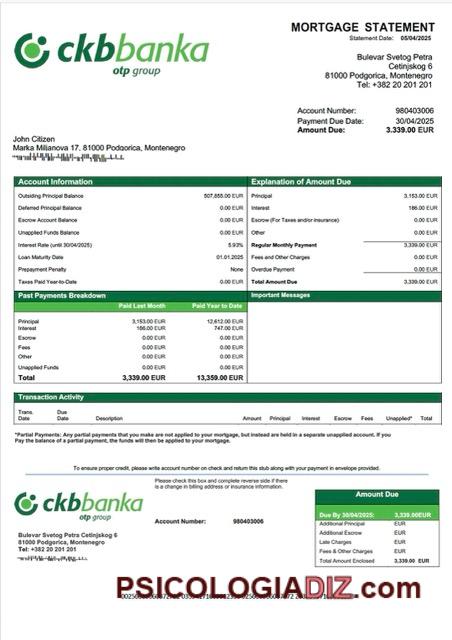 MORTGAGE STATEMENT
Statement Date: 05/04/2025
ckbbanka
otp group
Bulevar Svetog Petra
Cetinjskog 6
81000 Podgorica, Montenegro
Tel: +382 20 201 201
Account Number: 980403006
Payment Due Date: 30/04/2025
Amount Due: 3.339.00 EUR
John Citizen
Marka Milianova 17, 81000 Podgorica, Montenegro
Account Information
Outsiding Principal Balance 507,855.00 EUR
Deferred Principal Balance 0.00 EUR
Escrow Account Balance 0.00 EUR
Unapplied Funds Balance 0.00 EUR
Interest Rate (until 30/04/2025) 5.93%
Loan Maturity Date 01.01.2025
Prepayment Penalty None
Taxes Paid Year-to-Date 0.00 EUR
Explanation of Amount Due
Principal 3,153.00 EUR
Interest 186.00 EUR
Escrow (For Taxes and/or insurance) 0.00 EUR
Other 0.00 EUR
Regular Monthly Payment 3,339.00 EUR
Fees and Other Charges 0.00 EUR
Overdue Payment 0.00 EUR
Total Amount Due 3,339.00 EUR
Past Payments Breakdown
Paid Last Month Paid Year to Date
Principal 3,153.00 EUR 12,612.00 EUR
Interest 186.00 EUR 747.00 EUR
Escrow 0.00 EUR 0.00 EUR
Fees 0.00 EUR 0.00 EUR
Other 0.00 EUR 0.00 EUR
Unapplied Funds 0.00 EUR 0.00 EUR
Total 3,339.00 EUR 13,359.00 EUR
Important Messages
Transaction Activity
Trans. Date Due Date Description Amount Principal Interest Escrow Fees Unapplied* Total
*Partial Payments: Any partial payments that you make are not applied to your mortgage, but instead are held in a separate unapplied account. If you
Pay the balance of a partial payment, the funds will then be applied to your mortgage.
To ensure proper credit, please write account number on check and return this stub along with your payment in envelope provided.
Please check this box and complete reverse side if there
is a change in billing address or insurance information.
ckbbanka
otp group
Account Number: 980403006
Bulevar Svetog Petra Cetinjskog 6
81000 Podgorica, Montenegro
Tel: +382 20 201 201
Amount Due
Due By 30/04/2025: 3,339.00EUR
Additional Principal EUR
Additional Escrow EUR
Late Charges EUR
Fees & Other Charges EUR
Total Amount Enclosed 3,339.00 EUR
PSICOLOGIADIZ.com